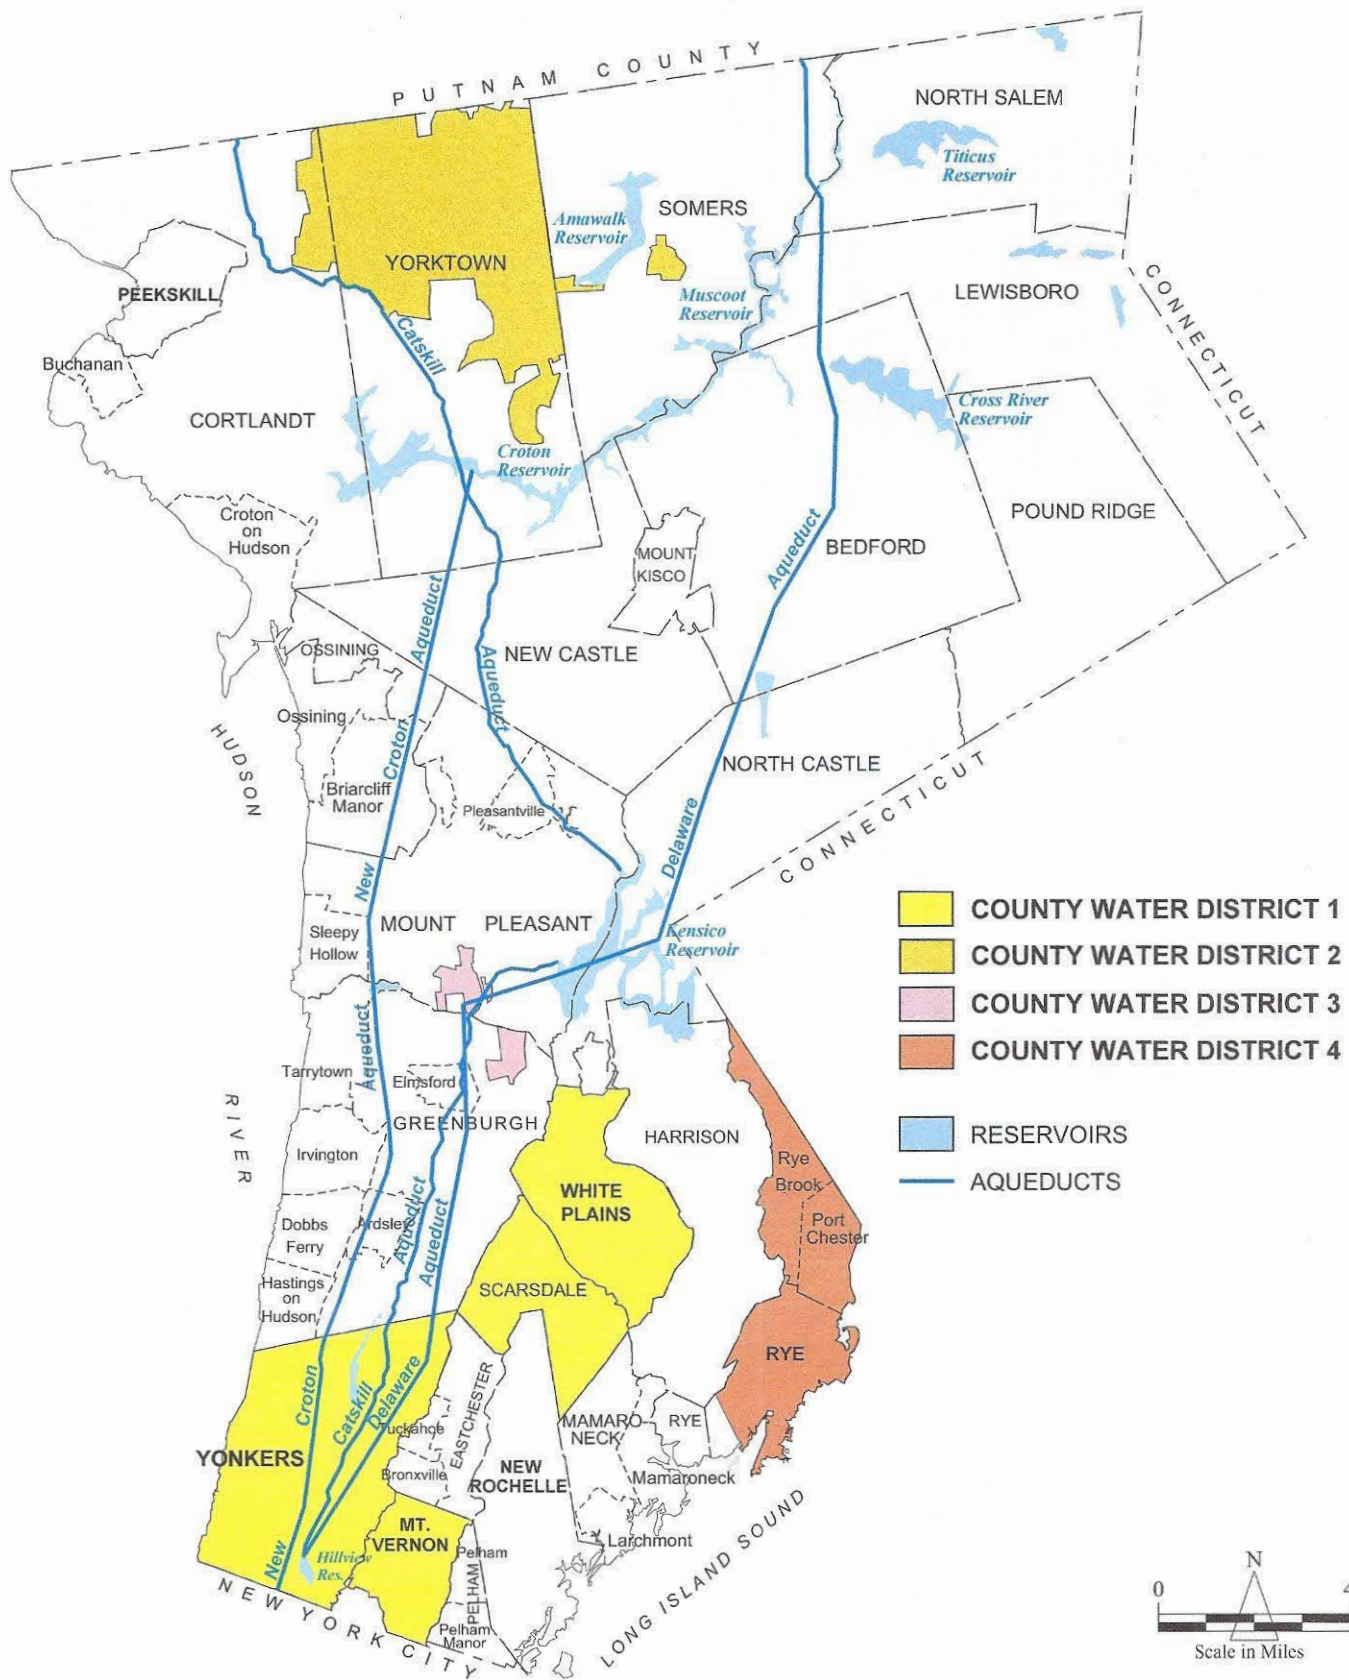 PUTNAM COUNTY
NORTH SALEM
Titicus
Reservoir
SOMERS
Amawalk
Reservoir
YORKTOWN
PEEKSKILL
Muscoot
Reservoir
LEWISBORO
CONNECTICUT
Catskill
Buchanan
Cross River
Reservoir
CORTLANDT
Croton
Reservoir
POUND RIDGE
Croton
on
Hudson
Aqueduct
BEDFORD
MOUNT
KISCO
Aqueduct
OSSINING
NEW CASTLE
Aqueduct
Ossining
HUDSON
Croton
NORTH CASTLE
Briarcliff
Manor
Pleasantville
CONNECTICUT
Delaware
New
MOUNT PLEASANT
Sleepy
Hollow
Kensico
Reservoir
COUNTY WATER DISTRICT 1
COUNTY WATER DISTRICT 2
COUNTY WATER DISTRICT 3
COUNTY WATER DISTRICT 4
RESERVOIRS
AQUEDUCTS
Aqueduct
Tarrytown
Elmsford
GREENBURGH
HARRISON
RIVER
Irvington
Rye
Brook
WHITE
PLAINS
Port
Chester
Dobbs
Ferry
Ardsley
Aqueduct
Aqueduct
Hastings
on
Hudson
SCARSDALE
RYE
Croton
Catskill
Delaware
Tuckahoe
EASTCHESTER
MAMARO-
NECK
RYE
YONKERS
Bronxville
NEW
ROCHELLE
Mamaroneck
MT.
VERNON
Larchmont
New
Hillview
Res.
Pelham
PELHAM
Pelham
Manor
NEW YORK CITY
LONG ISLAND SOUND
N
0 4
Scale in Miles